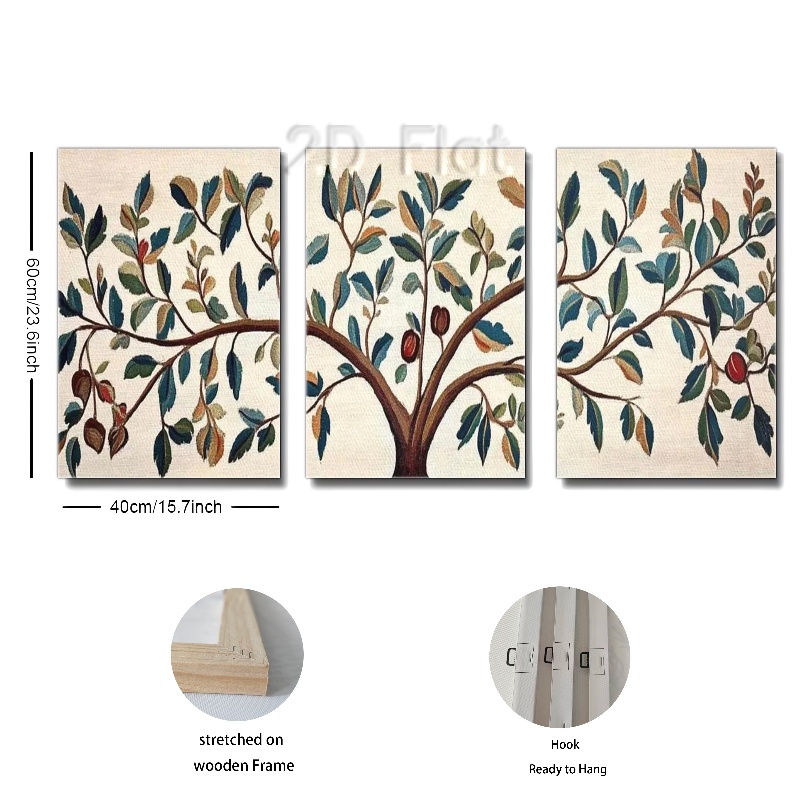 2D Flat
60cm/23.6inch
40cm/15.7inch
stretched on
wooden Frame
Hook
Ready to Hang